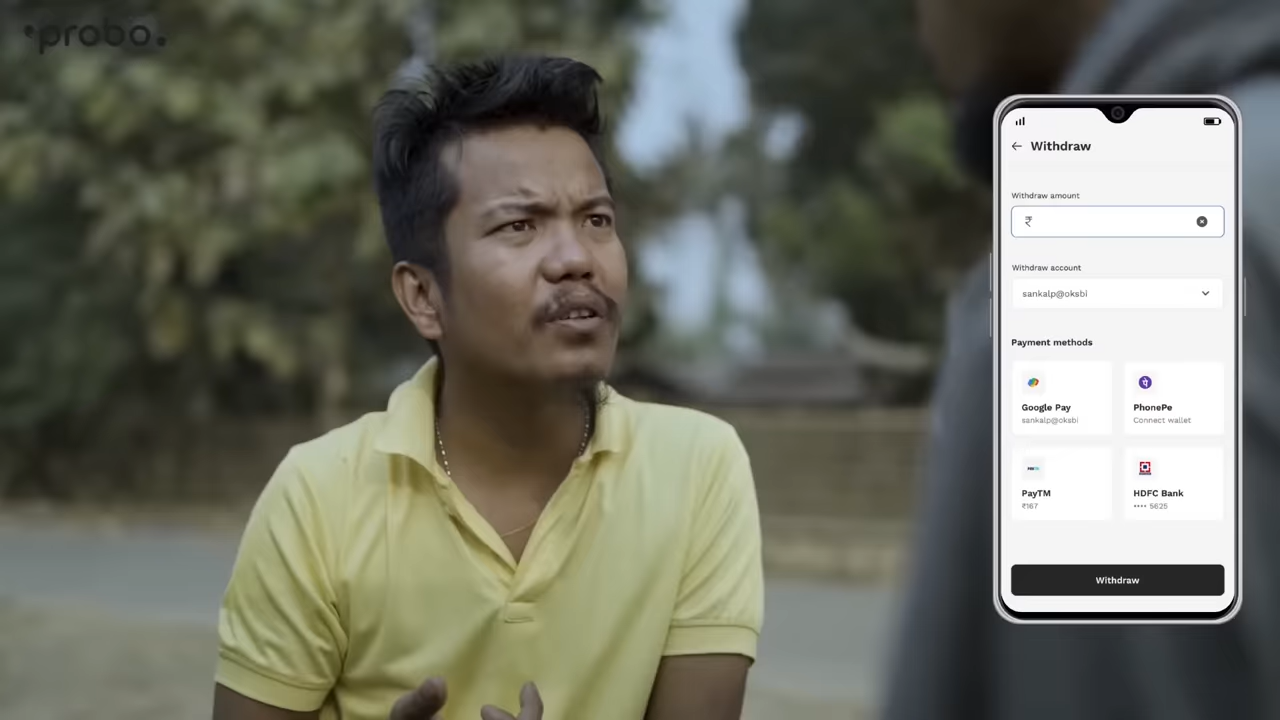 probo.
Withdraw
Withdraw amount
₹
Withdraw account
sankalp@oksbi
Payment methods
Google Pay
sankalp@oksbi
PhonePe
Connect wallet
PayTM
₹167
HDFC Bank
•••• 5625
Withdraw